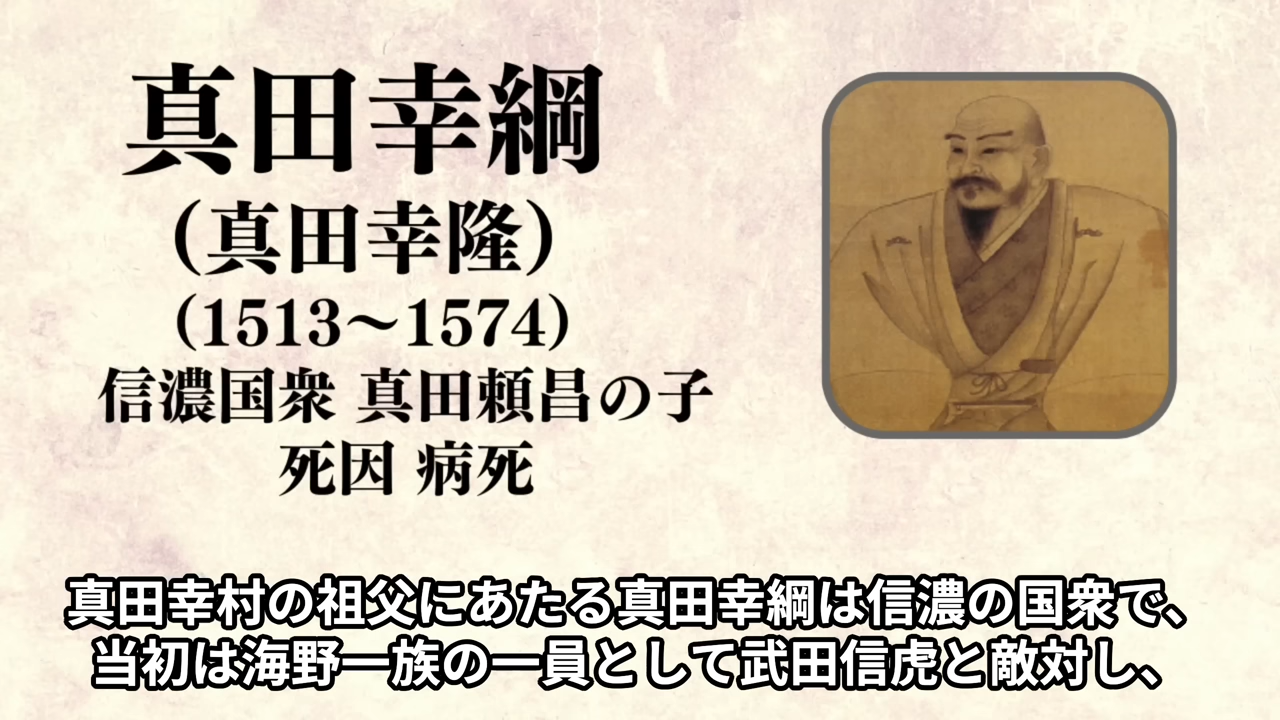 真田幸綱
(真田幸隆)
(1513〜1574)
信濃国衆 真田頼昌の子
死因 病死
真田幸村の祖父にあたる真田幸綱は信濃の国衆で、
当初は海野一族の一員として武田信虎と敵対し、